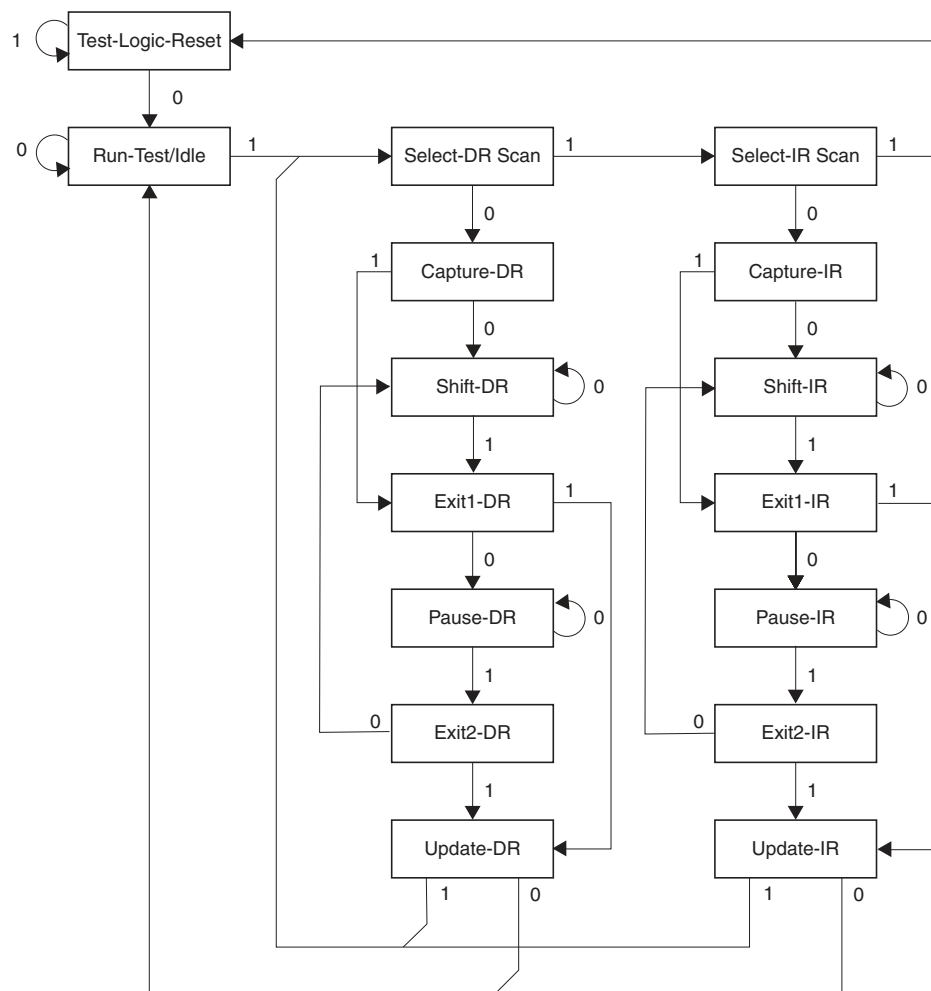 Test-Logic-Reset
1
0
Run-Test/Idle
0
1
Select-DR Scan
1
Select-IR Scan
1
0
0
1
Capture-DR
1
Capture-IR
0
0
Shift-DR
0
Shift-IR
0
1
1
Exit1-DR
1
Exit1-IR
1
0
0
Pause-DR
0
Pause-IR
0
1
1
0
Exit2-DR
0
Exit2-IR
1
1
Update-DR
Update-IR
1
0
1
0